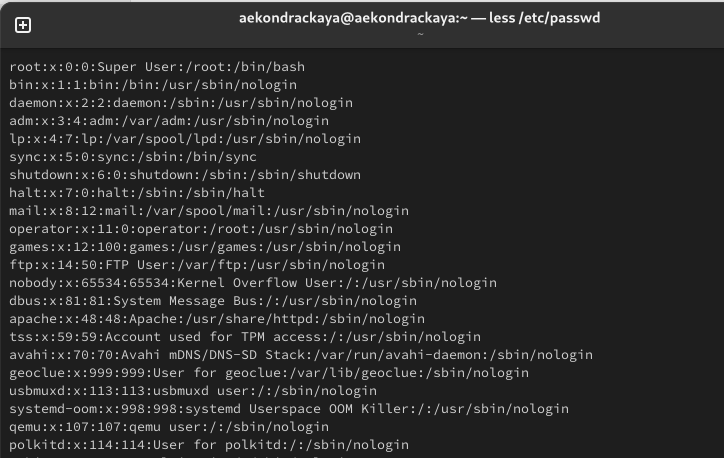 aekondrackaya@aekondrackaya:~ — less /etc/passwd
~
root:x:0:0:Super User:/root:/bin/bash
bin:x:1:1:bin:/bin:/usr/sbin/nologin
daemon:x:2:2:daemon:/sbin:/usr/sbin/nologin
adm:x:3:4:adm:/var/adm:/usr/sbin/nologin
lp:x:4:7:lp:/var/spool/lpd:/usr/sbin/nologin
sync:x:5:0:sync:/sbin:/bin/sync
shutdown:x:6:0:shutdown:/sbin:/sbin/shutdown
halt:x:7:0:halt:/sbin:/sbin/halt
mail:x:8:12:mail:/var/spool/mail:/usr/sbin/nologin
operator:x:11:0:operator:/root:/usr/sbin/nologin
games:x:12:100:games:/usr/games:/usr/sbin/nologin
ftp:x:14:50:FTP User:/var/ftp:/usr/sbin/nologin
nobody:x:65534:65534:Kernel Overflow User:/:/usr/sbin/nologin
dbus:x:81:81:System Message Bus:/:/usr/sbin/nologin
apache:x:48:48:Apache:/usr/share/httpd:/sbin/nologin
tss:x:59:59:Account used for TPM access:/:/usr/sbin/nologin
avahi:x:70:70:Avahi mDNS/DNS-SD Stack:/var/run/avahi-daemon:/sbin/nologin
geoclue:x:999:999:User for geoclue:/var/lib/geoclue:/sbin/nologin
usbmuxd:x:113:113:usbmuxd user:/:/sbin/nologin
systemd-oom:x:998:998:systemd Userspace OOM Killer:/:/usr/sbin/nologin
qemu:x:107:107:qemu user:/:/sbin/nologin
polkitd:x:114:114:User for polkitd:/:/sbin/nologin